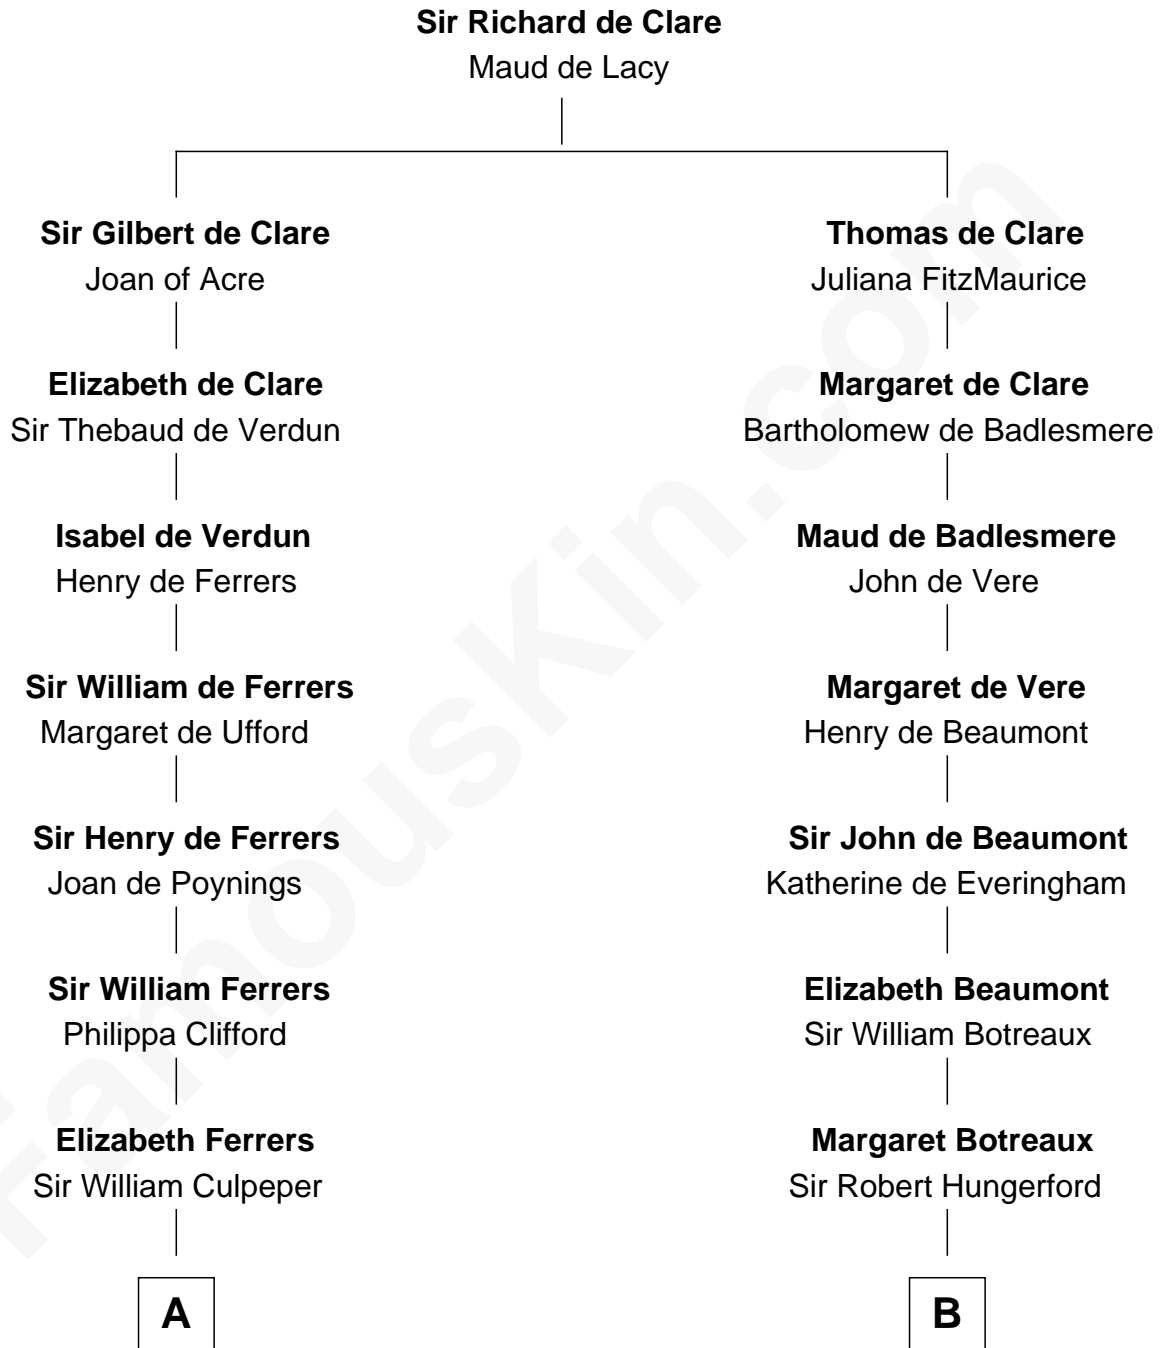 Sir Richard de Clare
Maud de Lacy
Sir Gilbert de Clare
Joan of Acre
Thomas de Clare
Juliana FitzMaurice
Elizabeth de Clare
Sir Thebaud de Verdun
Margaret de Clare
Bartholomew de Badlesmere
Isabel de Verdun
Henry de Ferrers
Maud de Badlesmere
John de Vere
Sir William de Ferrers
Margaret de Ufford
Margaret de Vere
Henry de Beaumont
Sir Henry de Ferrers
Joan de Poynings
Sir John de Beaumont
Katherine de Everingham
Sir William Ferrers
Philippa Clifford
Elizabeth Beaumont
Sir William Botreaux
Elizabeth Ferrers
Sir William Culpeper
Margaret Botreaux
Sir Robert Hungerford
A
B
FamousKin.com